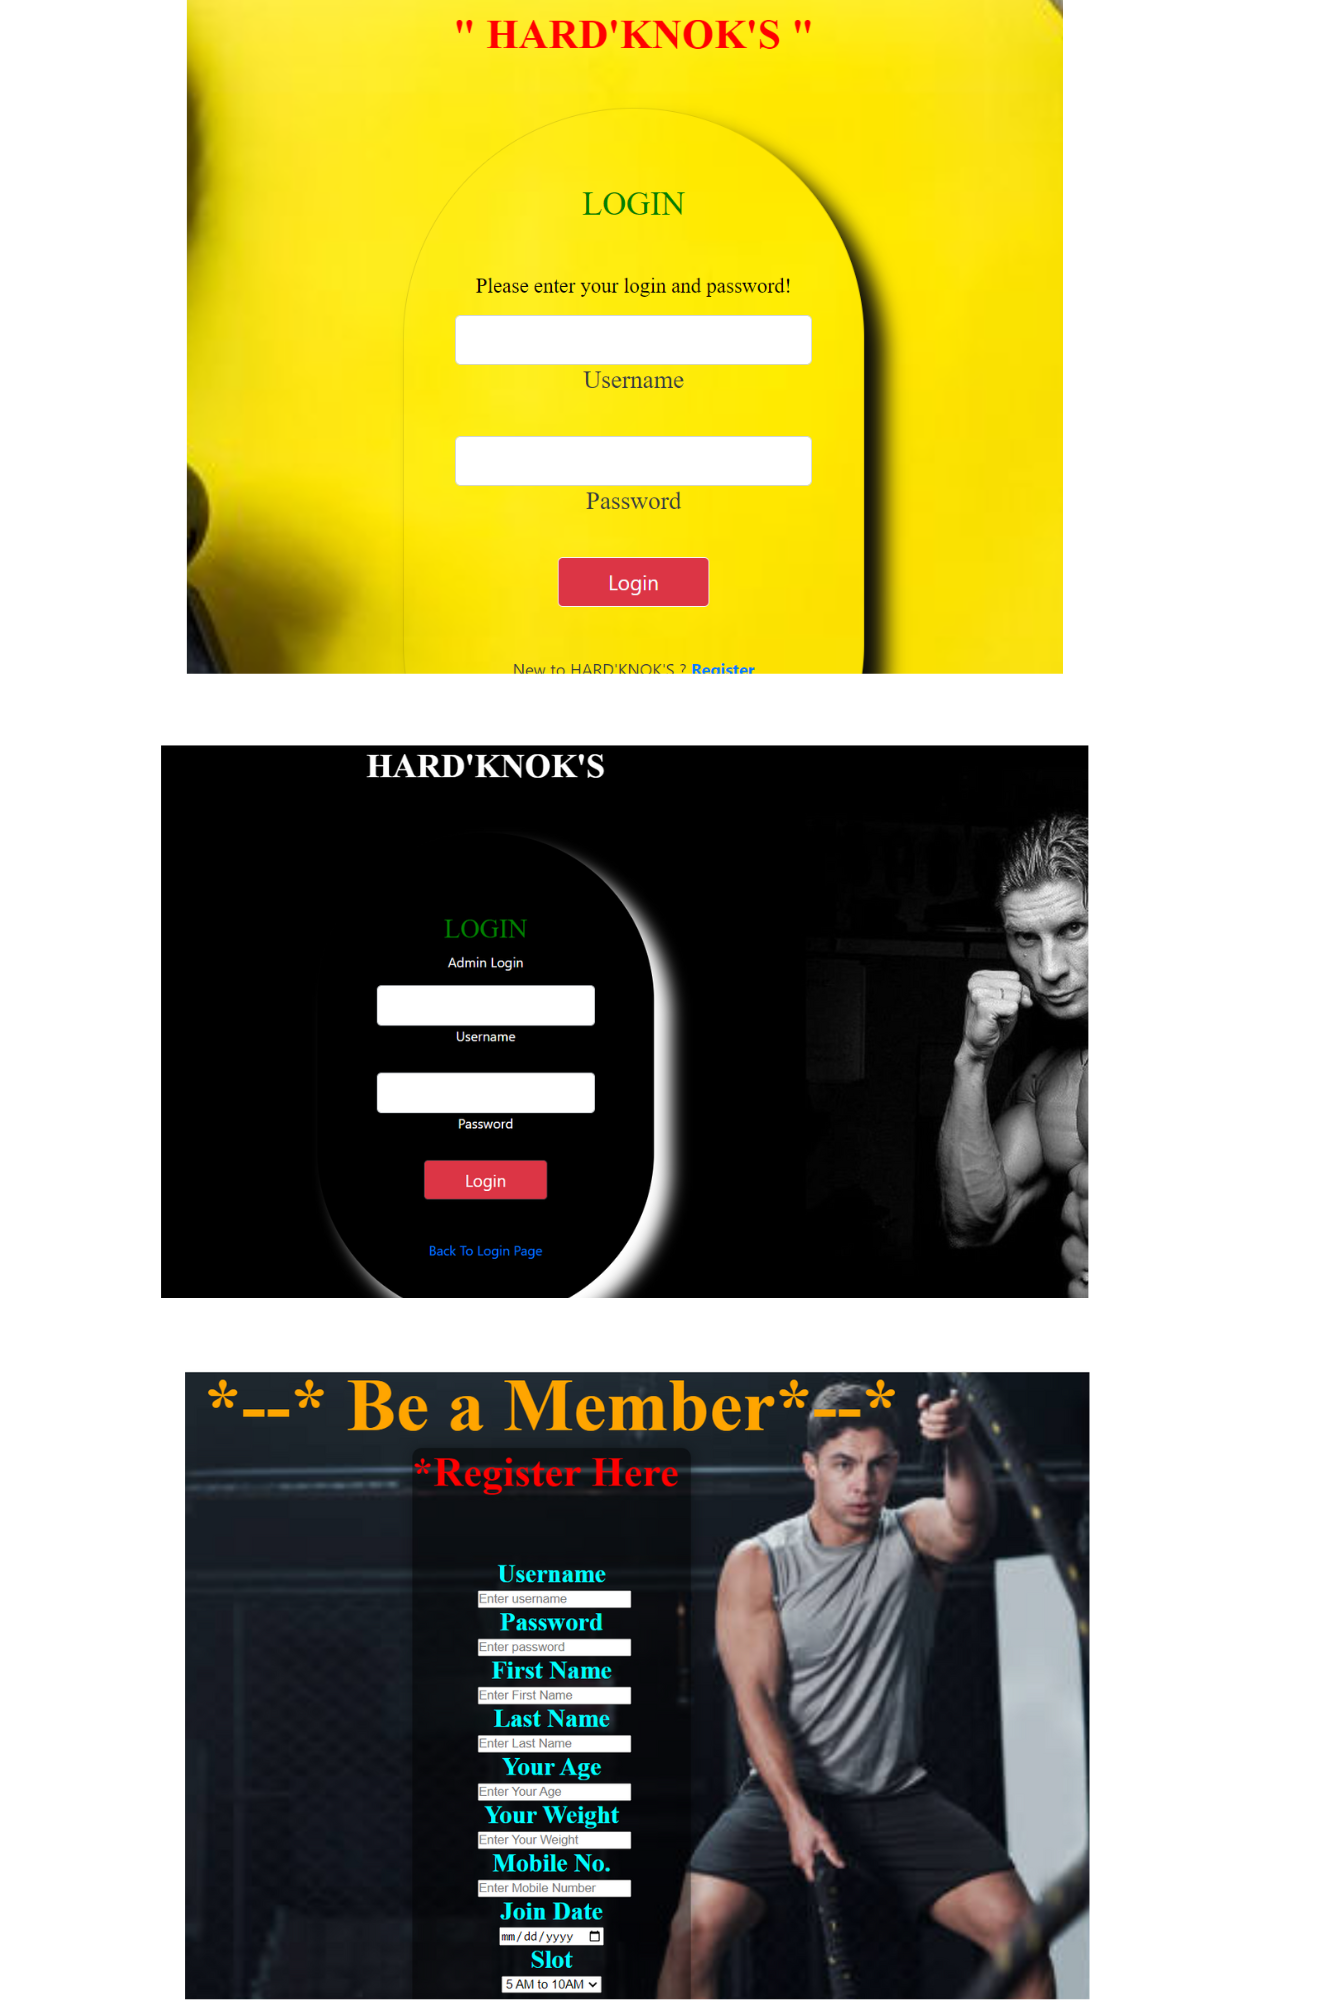 " HARD'KNOK'S "
LOGIN
Please enter your login and password!
Username
Password
Login
New to HARD'KNOK'S ? Register
HARD'KNOK'S
LOGIN
Admin Login
Username
Password
Login
Back To Login Page
*--* Be a Member*--*
*Register Here
Username
Enter username
Password
Enter password
First Name
Enter First Name
Last Name
Enter Last Name
Your Age
Enter Your Age
Your Weight
Enter Your Weight
Mobile No.
Enter Mobile Number
Join Date
mm/dd/yyyy
Slot
5 AM to 10AM